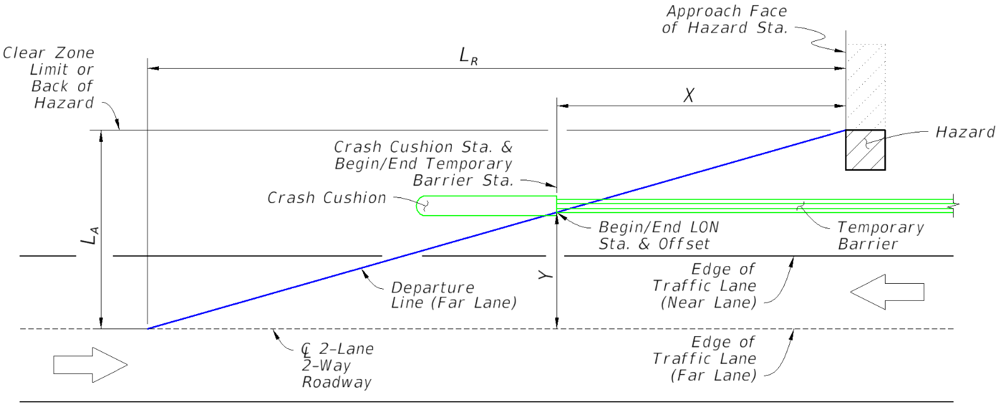 Approach Face
of Hazard Sta.
Clear Zone
Limit or
Back of
Hazard
LR
X
Hazard
Crash Cushion Sta. &
Begin/End Temporary
Barrier Sta.
Crash Cushion
LA
Begin/End LON
Sta. & Offset
Temporary
Barrier
Y
Edge of
Traffic Lane
(Near Lane)
Departure
Line (Far Lane)
℄ 2-Lane
2-Way
Roadway
Edge of
Traffic Lane
(Far Lane)